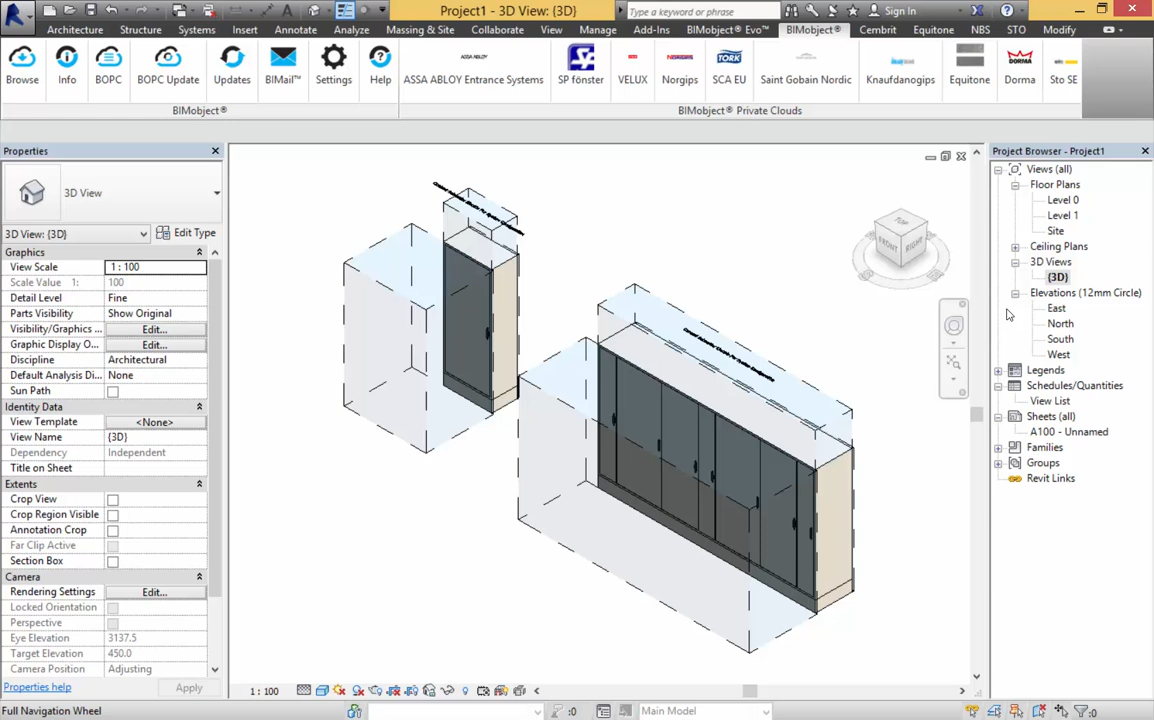 Project1 - 3D View: {3D}
Type a keyword or phrase
Sign In
Architecture Structure Systems Insert Annotate Analyze Massing & Site Collaborate View Manage Add-Ins BIMobject® Evo™ BIMobject® Cembrit Equitone NBS STO Modify
ASSA ABLOY
TORK
Browse Info BOPC BOPC Update Updates BIMail™ Settings Help ASSA ABLOY Entrance Systems SP fönster VELUX Norgips SCA EU Saint Gobain Nordic Knaufdanogips Equitone Dorma Sto SE
BIMobject® BIMobject® Private Clouds
Properties
3D View
3D View: {3D} Edit Type
Graphics
View Scale 1 : 100
Scale Value 1: 100
Detail Level Fine
Parts Visibility Show Original
Visibility/Graphics ... Edit...
Graphic Display O... Edit...
Discipline Architectural
Default Analysis Di... None
Sun Path
Identity Data
View Template <None>
View Name {3D}
Dependency Independent
Title on Sheet
Extents
Crop View
Crop Region Visible
Annotation Crop
Far Clip Active
Section Box
Camera
Rendering Settings Edit...
Locked Orientation
Perspective
Eye Elevation 3137.5
Target Elevation 450.0
Camera Position Adjusting
Properties help Apply
TOP
FRONT RIGHT
Project Browser - Project1
Views (all)
Floor Plans
Level 0
Level 1
Site
Ceiling Plans
3D Views
{3D}
Elevations (12mm Circle)
East
North
South
West
Legends
Schedules/Quantities
View List
Sheets (all)
A100 - Unnamed
Families
Groups
Revit Links
1 : 100
Full Navigation Wheel
:0 Main Model :0